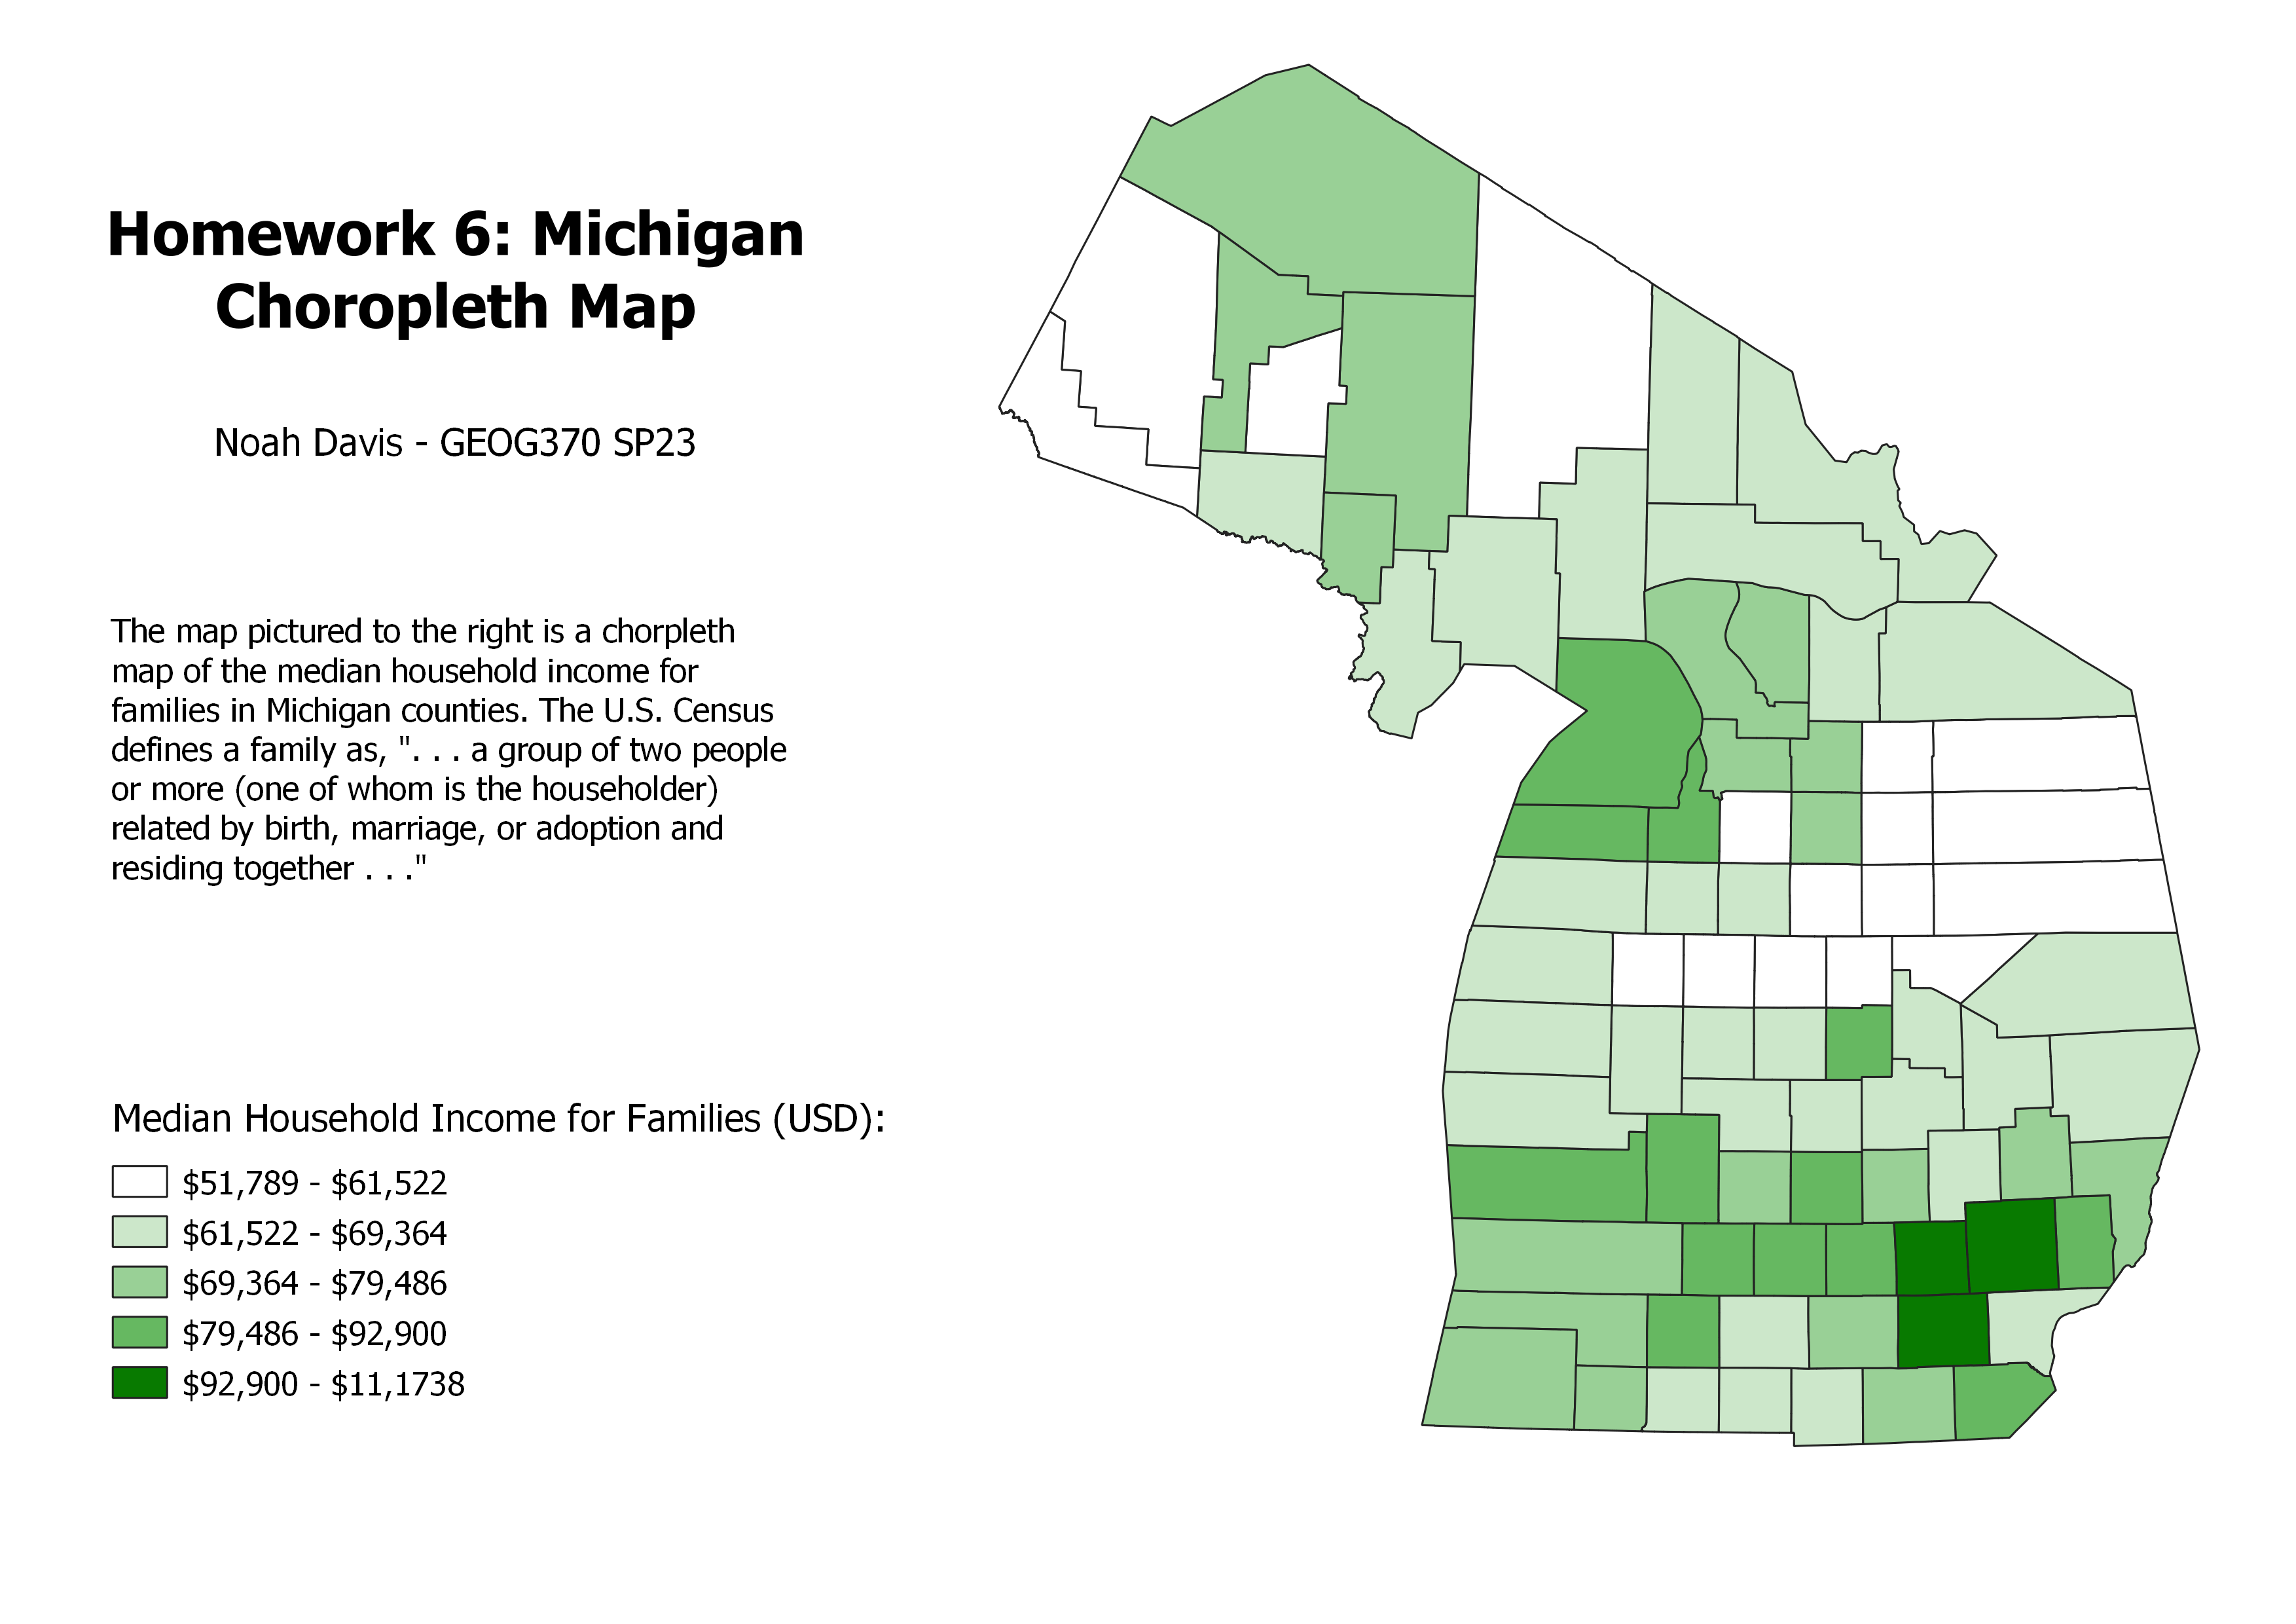 Homework 6: Michigan
Choropleth Map
Noah Davis - GEOG370 SP23
The map pictured to the right is a chorpleth
map of the median household income for
families in Michigan counties. The U.S. Census
defines a family as, ". . . a group of two people
or more (one of whom is the householder)
related by birth, marriage, or adoption and
residing together . . ."
Median Household Income for Families (USD):
$51,789 - $61,522
$61,522 - $69,364
$69,364 - $79,486
$79,486 - $92,900
$92,900 - $11,1738